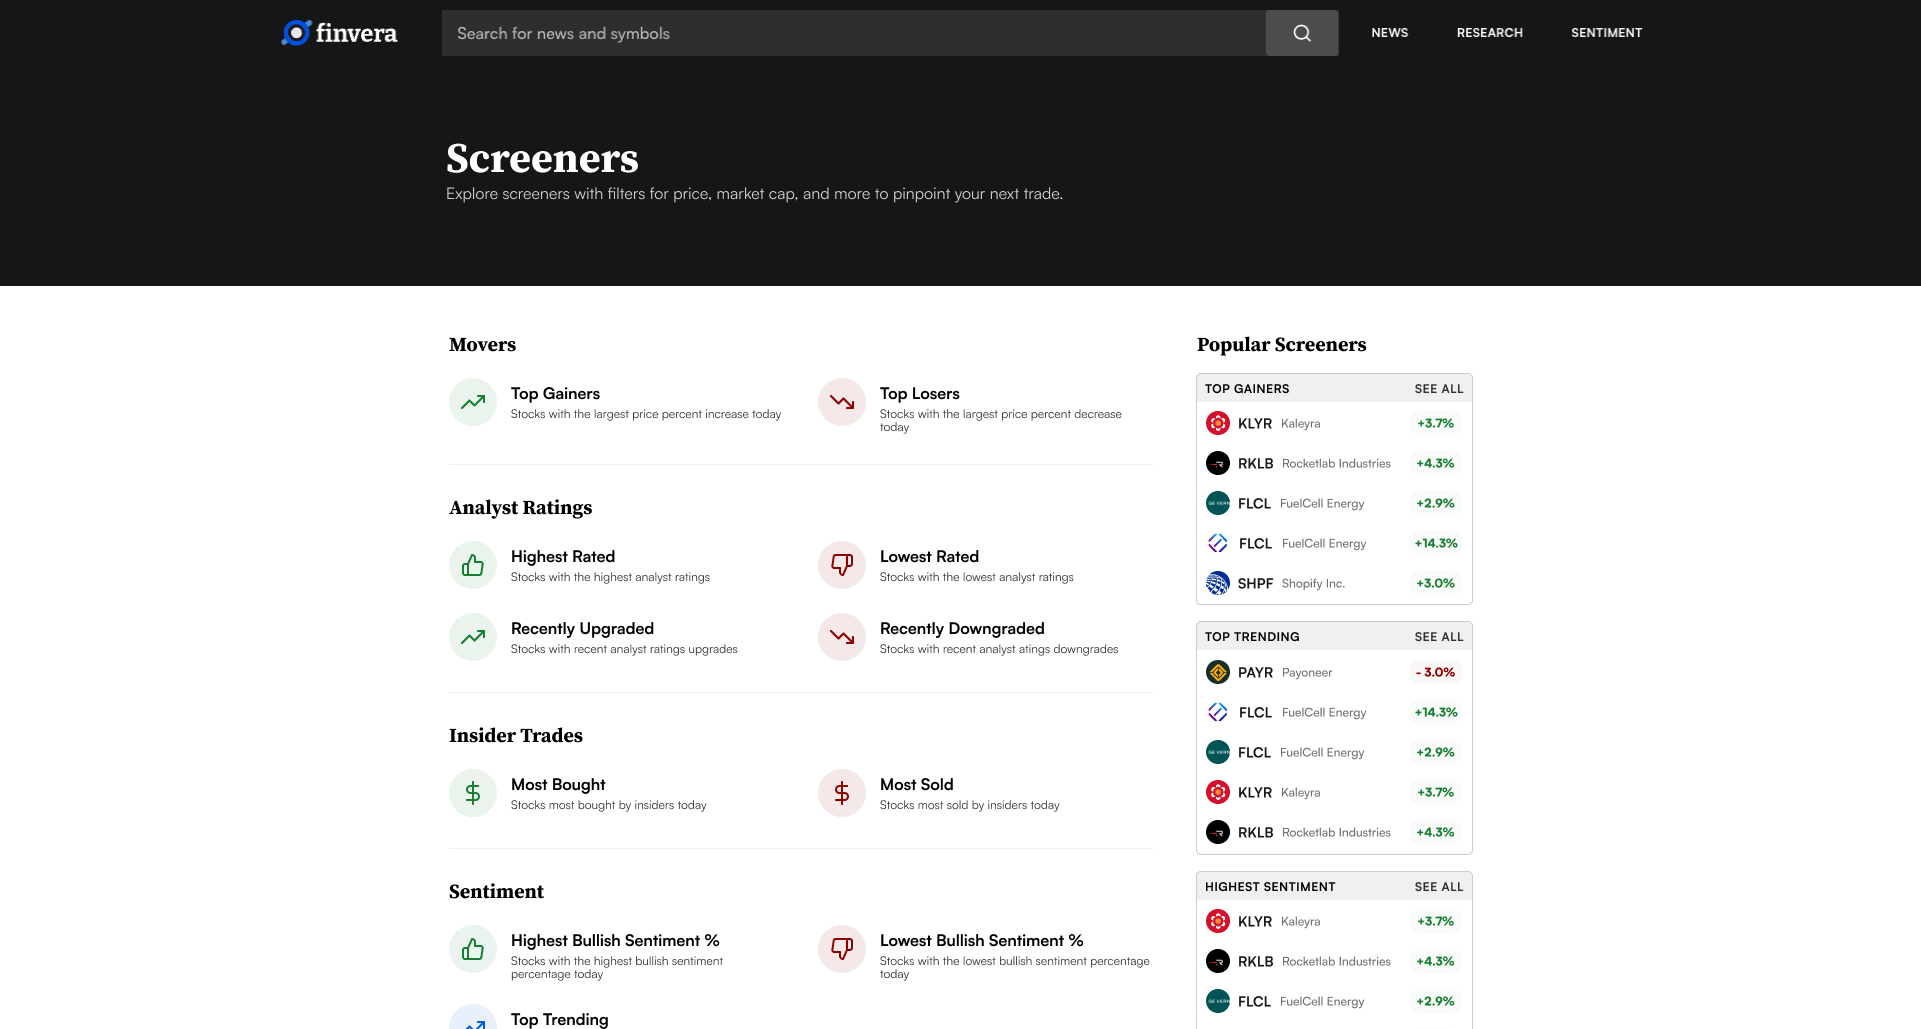 finvera
Search for news and symbols
NEWS
RESEARCH
SENTIMENT
Screeners
Explore screeners with filters for price, market cap, and more to pinpoint your next trade.
Movers
Top Gainers
Stocks with the largest price percent increase today
Top Losers
Stocks with the largest price percent decrease
today
Analyst Ratings
Highest Rated
Stocks with the highest analyst ratings
Lowest Rated
Stocks with the lowest analyst ratings
Recently Upgraded
Stocks with recent analyst ratings upgrades
Recently Downgraded
Stocks with recent analyst atings downgrades
Insider Trades
Most Bought
Stocks most bought by insiders today
Most Sold
Stocks most sold by insiders today
Sentiment
Highest Bullish Sentiment %
Stocks with the highest bullish sentiment
percentage today
Lowest Bullish Sentiment %
Stocks with the lowest bullish sentiment percentage
today
Top Trending
Popular Screeners
TOP GAINERS SEE ALL
KLYR Kaleyra +3.7%
RKLB Rocketlab Industries +4.3%
FLCL FuelCell Energy +2.9%
FLCL FuelCell Energy +14.3%
SHPF Shopify Inc. +3.0%
TOP TRENDING SEE ALL
PAYR Payoneer - 3.0%
FLCL FuelCell Energy +14.3%
FLCL FuelCell Energy +2.9%
KLYR Kaleyra +3.7%
RKLB Rocketlab Industries +4.3%
HIGHEST SENTIMENT SEE ALL
KLYR Kaleyra +3.7%
RKLB Rocketlab Industries +4.3%
FLCL FuelCell Energy +2.9%